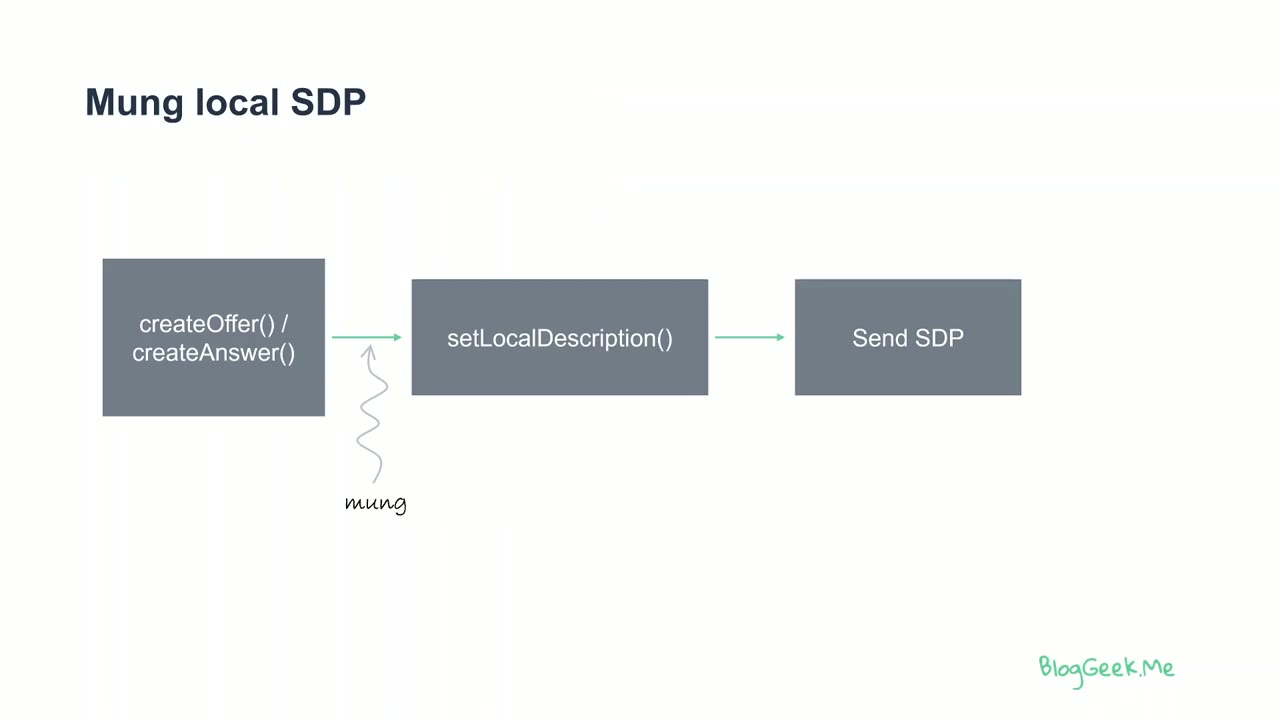 Mung local SDP
createOffer() /
createAnswer()
setLocalDescription()
Send SDP
mung
BlogGeek.Me